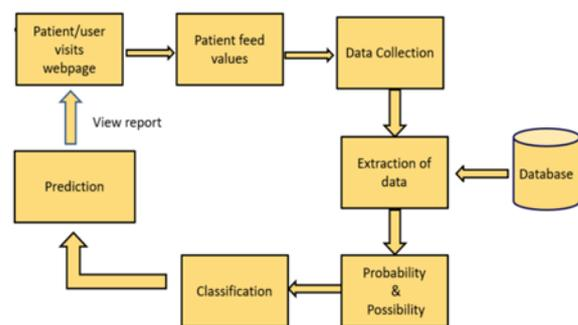 Patient/user
visits
webpage
Patient feed
values
Data Collection
View report
Extraction of
data
Database
Prediction
Classification
Probability
&
Possibility